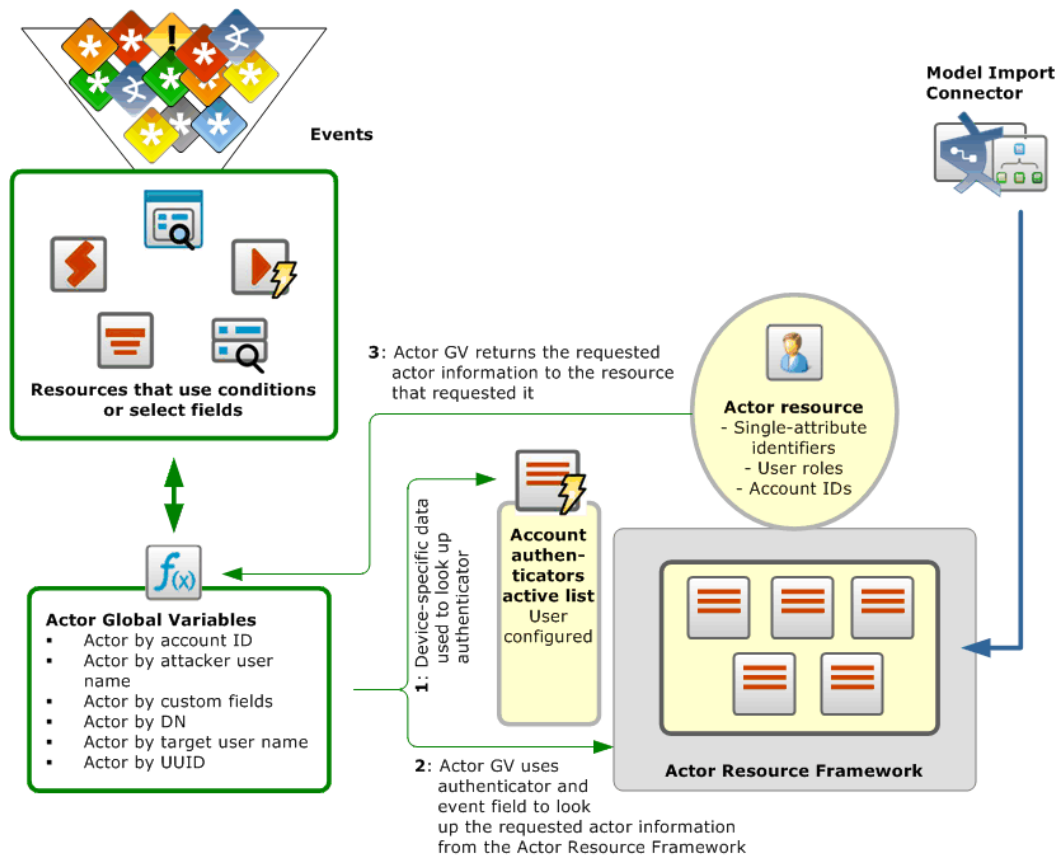 Events
Model Import
Connector
Resources that use conditions
or select fields
3: Actor GV returns the requested
actor information to the resource
that requested it
Actor resource
- Single-attribute
identifiers
- User roles
- Account IDs
1: Device-specific data
used to look up
authenticator
Account
authen-
ticators
active list
User
configured
f(x)
Actor Global Variables
▪ Actor by account ID
▪ Actor by attacker user
name
▪ Actor by custom fields
▪ Actor by DN
▪ Actor by target user name
▪ Actor by UUID
Actor Resource Framework
2: Actor GV uses
authenticator and
event field to look
up the requested actor information
from the Actor Resource Framework